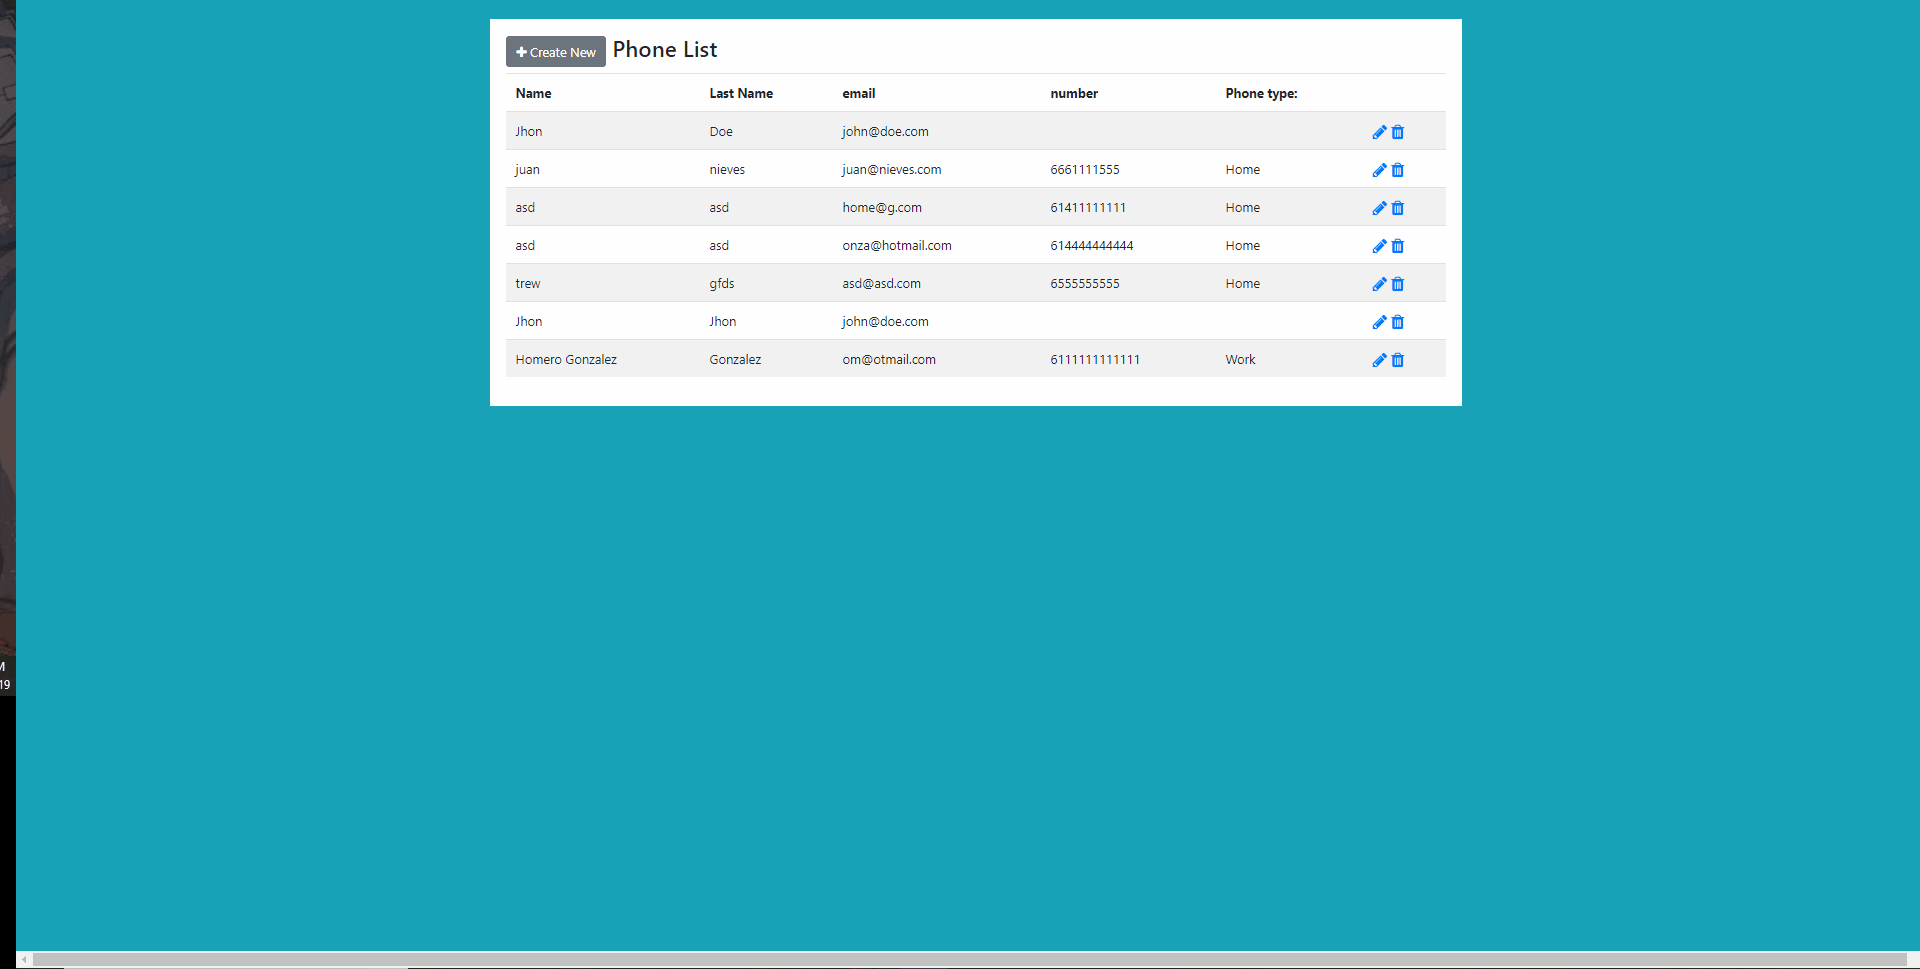 Create New Phone List
Name Last Name email number Phone type:
Jhon Doe john@doe.com
juan nieves juan@nieves.com 6661111555 Home
asd asd home@g.com 61411111111 Home
asd asd onza@hotmail.com 614444444444 Home
trew gfds asd@asd.com 6555555555 Home
Jhon Jhon john@doe.com
Homero Gonzalez Gonzalez om@otmail.com 6111111111111 Work
M
19